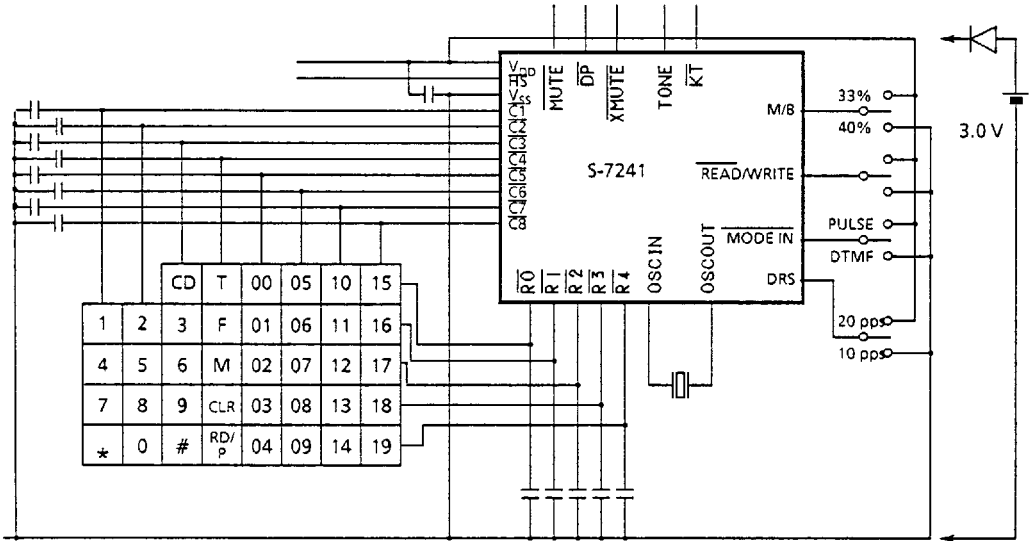 V_DD
HS
V_SS
C1
C2
C3
C4
C5
C6
C7
C8
MUTE
DP
XMUTE
TONE
KT
S-7241
M/B
READ/WRITE
MODE IN
DRS
R0
R1
R2
R3
R4
OSCIN
OSCOUT
33%
40%
PULSE
DTMF
20 pps
10 pps
3.0 V
CD T 00 05 10 15
1 2 3 F 01 06 11 16
4 5 6 M 02 07 12 17
7 8 9 CLR 03 08 13 18
* 0 # RD/P 04 09 14 19